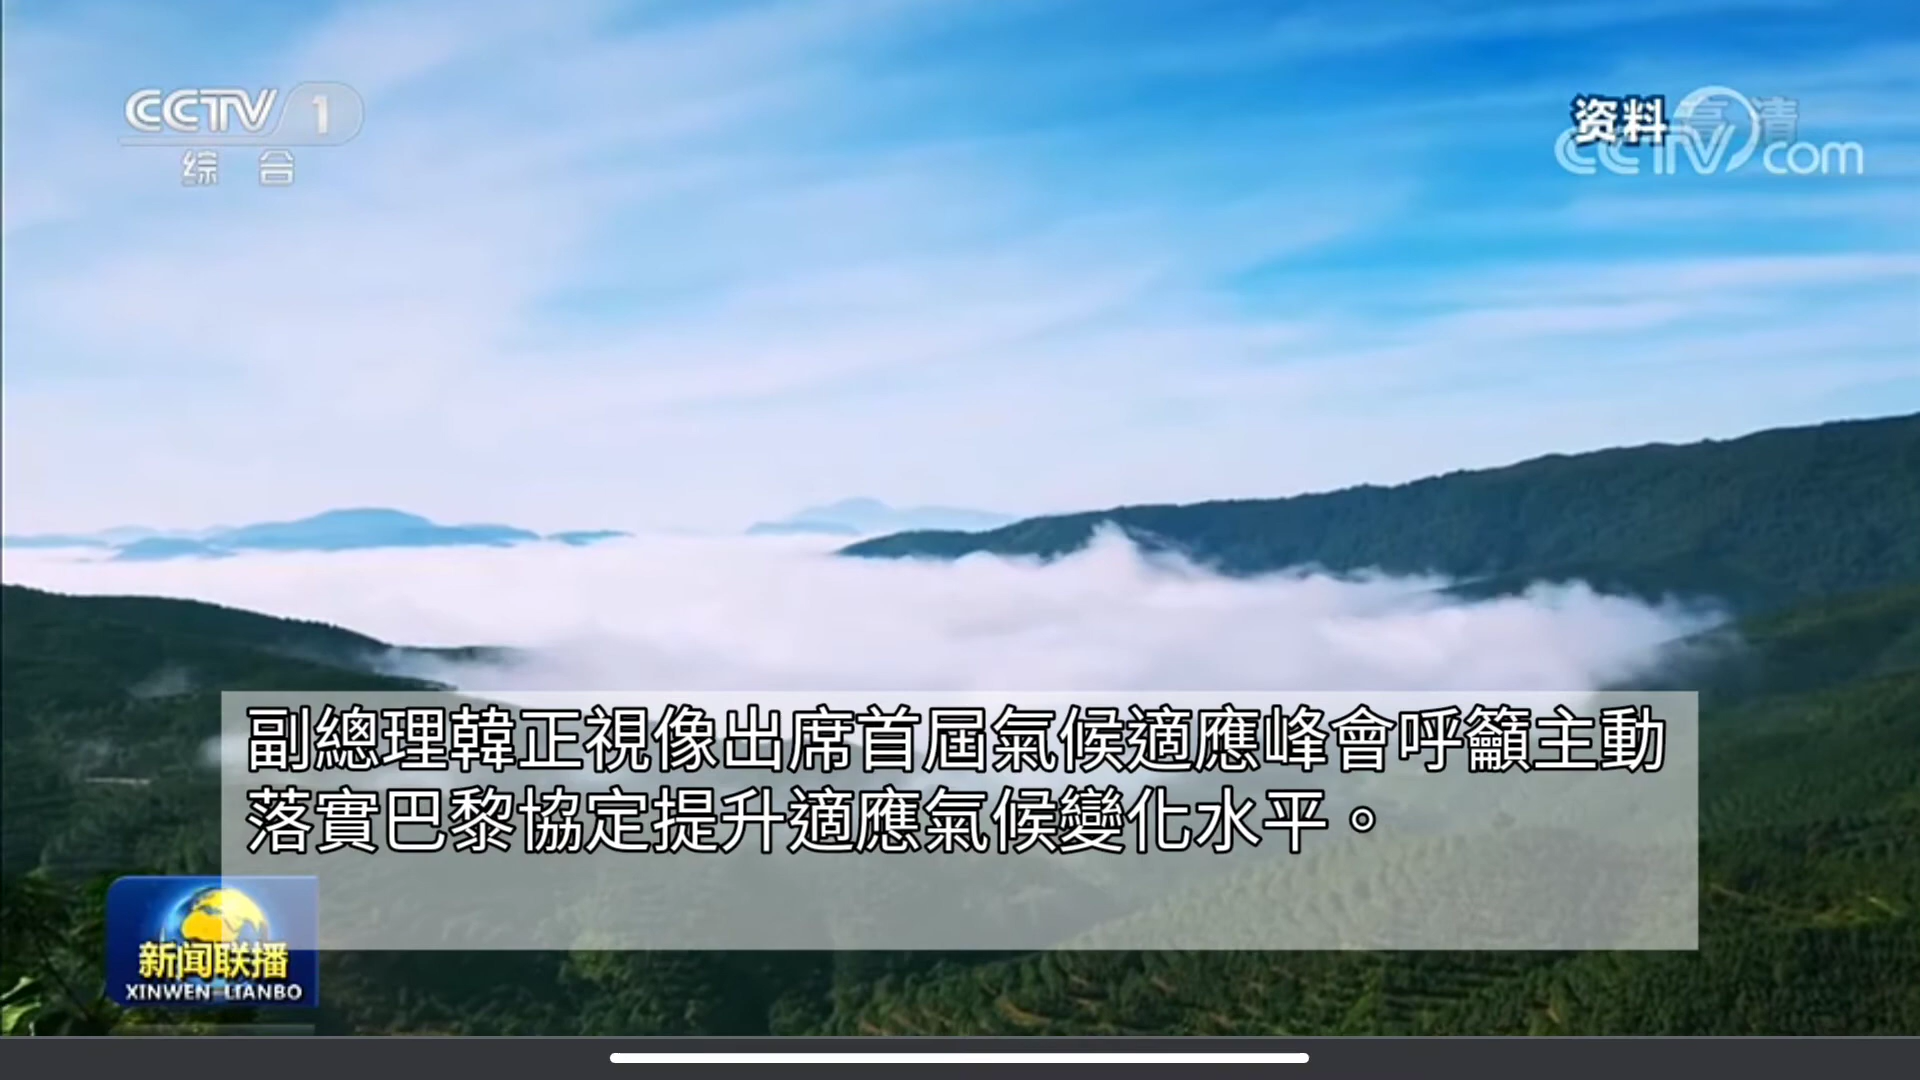 CCTV 1
综 合
资料
高清
CCTV.com
副總理韓正視像出席首屆氣候適應峰會呼籲主動
落實巴黎協定提升適應氣候變化水平。
新闻联播
XINWEN LIANBO